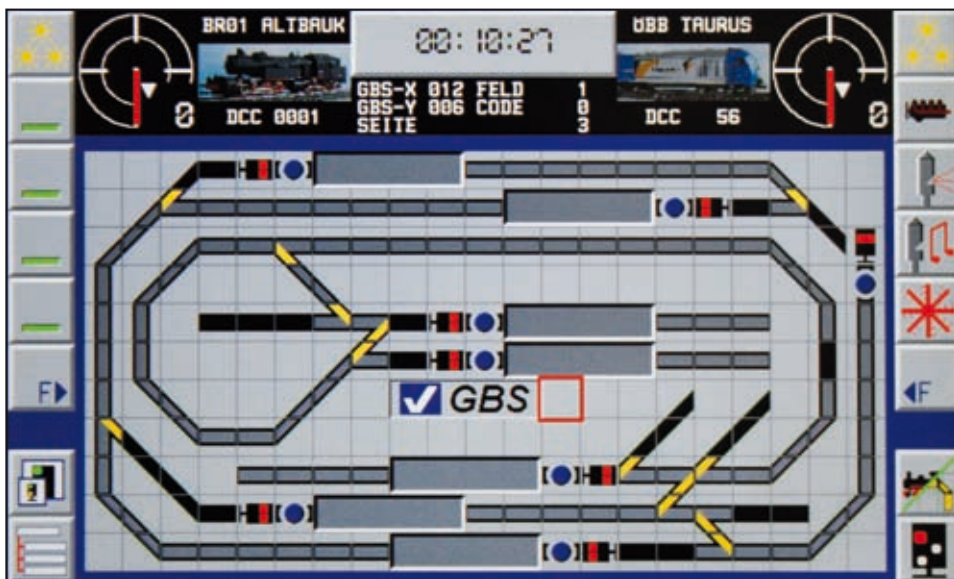 BR01 ALTBAUK
00:10:27
ÖBB TAURUS
GBS-X 012 FELD 1
GBS-Y 006 CODE 0
SEITE 3
0
DCC 0001
DCC 56
0
F
F
GBS